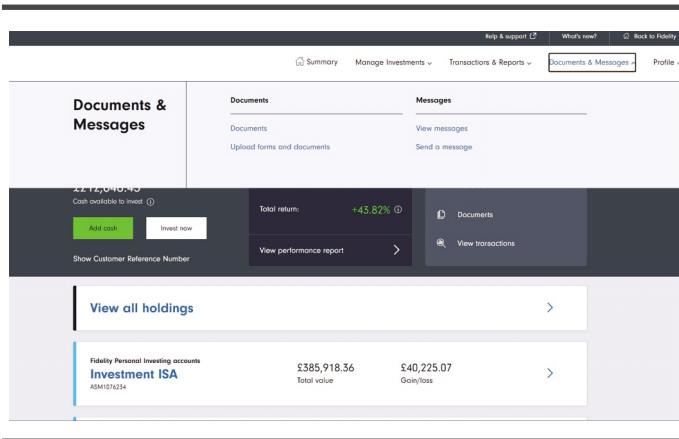 Help & support
What's new?
Back to Fidelity
Summary
Manage Investments
Transactions & Reports
Documents & Messages
Profile
Documents &
Messages
Documents
Documents
Upload forms and documents
Messages
View messages
Send a message
Cash available to invest
Add cash
Invest now
Show Customer Reference Number
Total return:
+43.82%
View performance report
Documents
View transactions
View all holdings
Fidelity Personal Investing accounts
Investment ISA
ASM1076234
£385,918.36
Total value
£40,225.07
Gain/loss